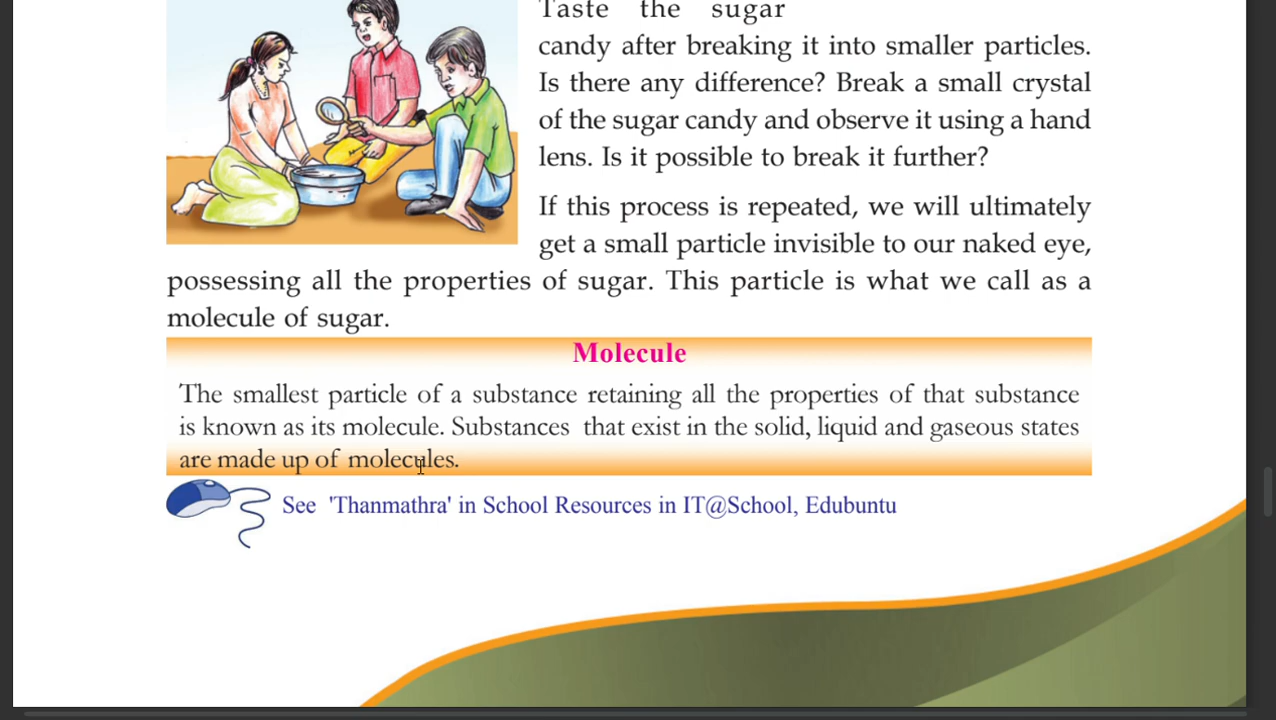 Taste the sugar
candy after breaking it into smaller particles.
Is there any difference? Break a small crystal
of the sugar candy and observe it using a hand
lens. Is it possible to break it further?
If this process is repeated, we will ultimately
get a small particle invisible to our naked eye,
possessing all the properties of sugar. This particle is what we call as a
molecule of sugar.
Molecule
The smallest particle of a substance retaining all the properties of that substance
is known as its molecule. Substances that exist in the solid, liquid and gaseous states
are made up of molecules.
See 'Thanmathra' in School Resources in IT@School, Edubuntu